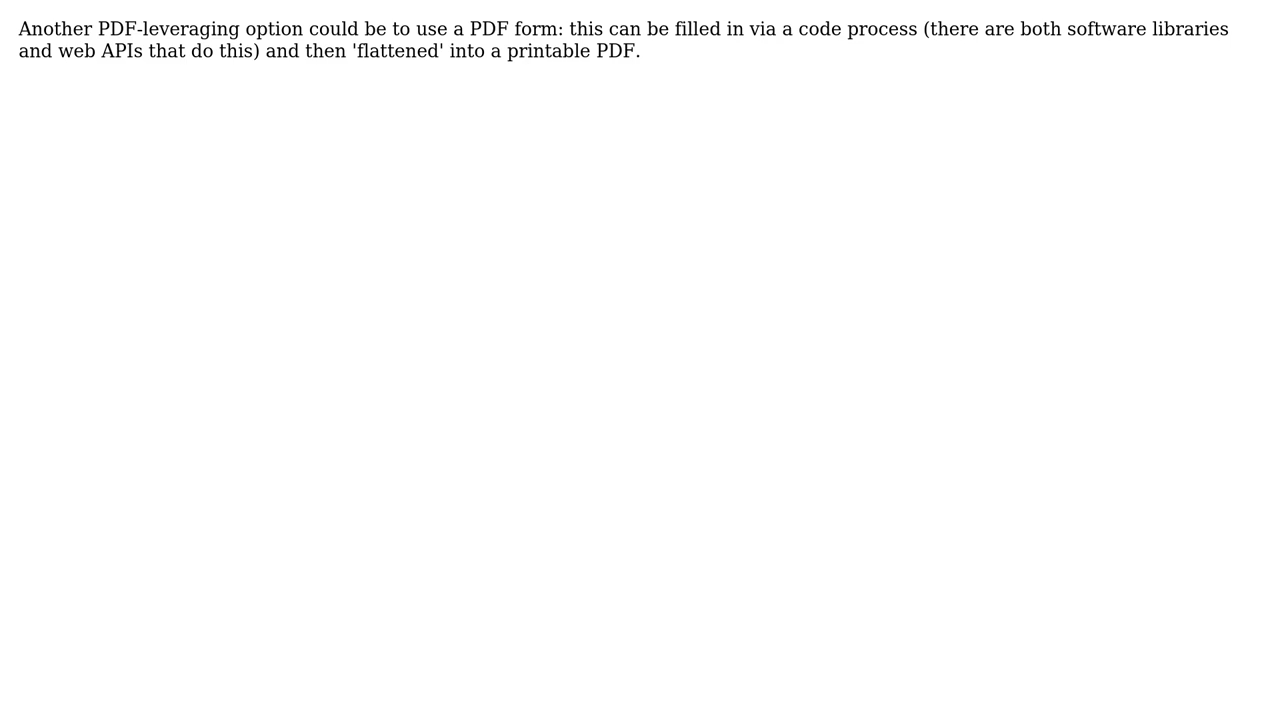 Another PDF-leveraging option could be to use a PDF form: this can be filled in via a code process (there are both software libraries
and web APIs that do this) and then 'flattened' into a printable PDF.